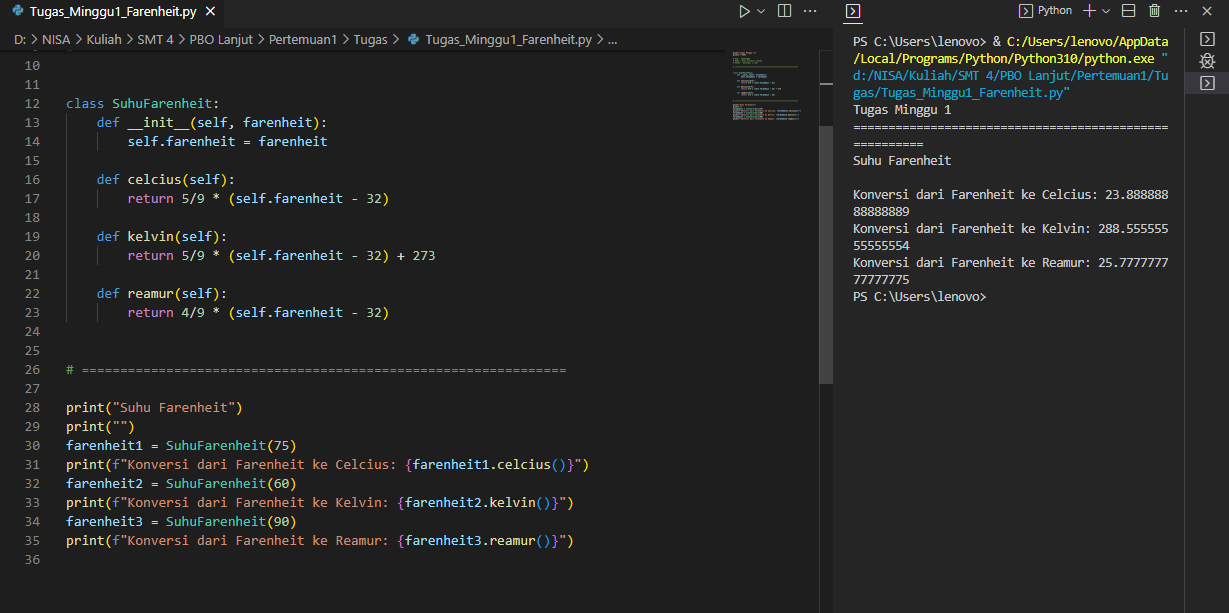 Tugas_Minggu1_Farenheit.py
D: > NISA > Kuliah > SMT 4 > PBO Lanjut > Pertemuan1 > Tugas > Tugas_Minggu1_Farenheit.py > ...
10
11
12 class SuhuFarenheit:
13     def __init__(self, farenheit):
14         self.farenheit = farenheit
15
16     def celcius(self):
17         return 5/9 * (self.farenheit - 32)
18
19     def kelvin(self):
20         return 5/9 * (self.farenheit - 32) + 273
21
22     def reamur(self):
23         return 4/9 * (self.farenheit - 32)
24
25
26 # ===============================================================
27
28 print("Suhu Farenheit")
29 print("")
30 farenheit1 = SuhuFarenheit(75)
31 print(f"Konversi dari Farenheit ke Celcius: {farenheit1.celcius()}")
32 farenheit2 = SuhuFarenheit(60)
33 print(f"Konversi dari Farenheit ke Kelvin: {farenheit2.kelvin()}")
34 farenheit3 = SuhuFarenheit(90)
35 print(f"Konversi dari Farenheit ke Reamur: {farenheit3.reamur()}")
36
Python
PS C:\Users\lenovo> & C:/Users/lenovo/AppData
/Local/Programs/Python/Python310/python.exe "
d:/NISA/Kuliah/SMT 4/PBO Lanjut/Pertemuan1/Tu
gas/Tugas_Minggu1_Farenheit.py"
Tugas Minggu 1
=============================================
==========
Suhu Farenheit
Konversi dari Farenheit ke Celcius: 23.888888
88888889
Konversi dari Farenheit ke Kelvin: 288.555555
55555554
Konversi dari Farenheit ke Reamur: 25.7777777
77777775
PS C:\Users\lenovo>